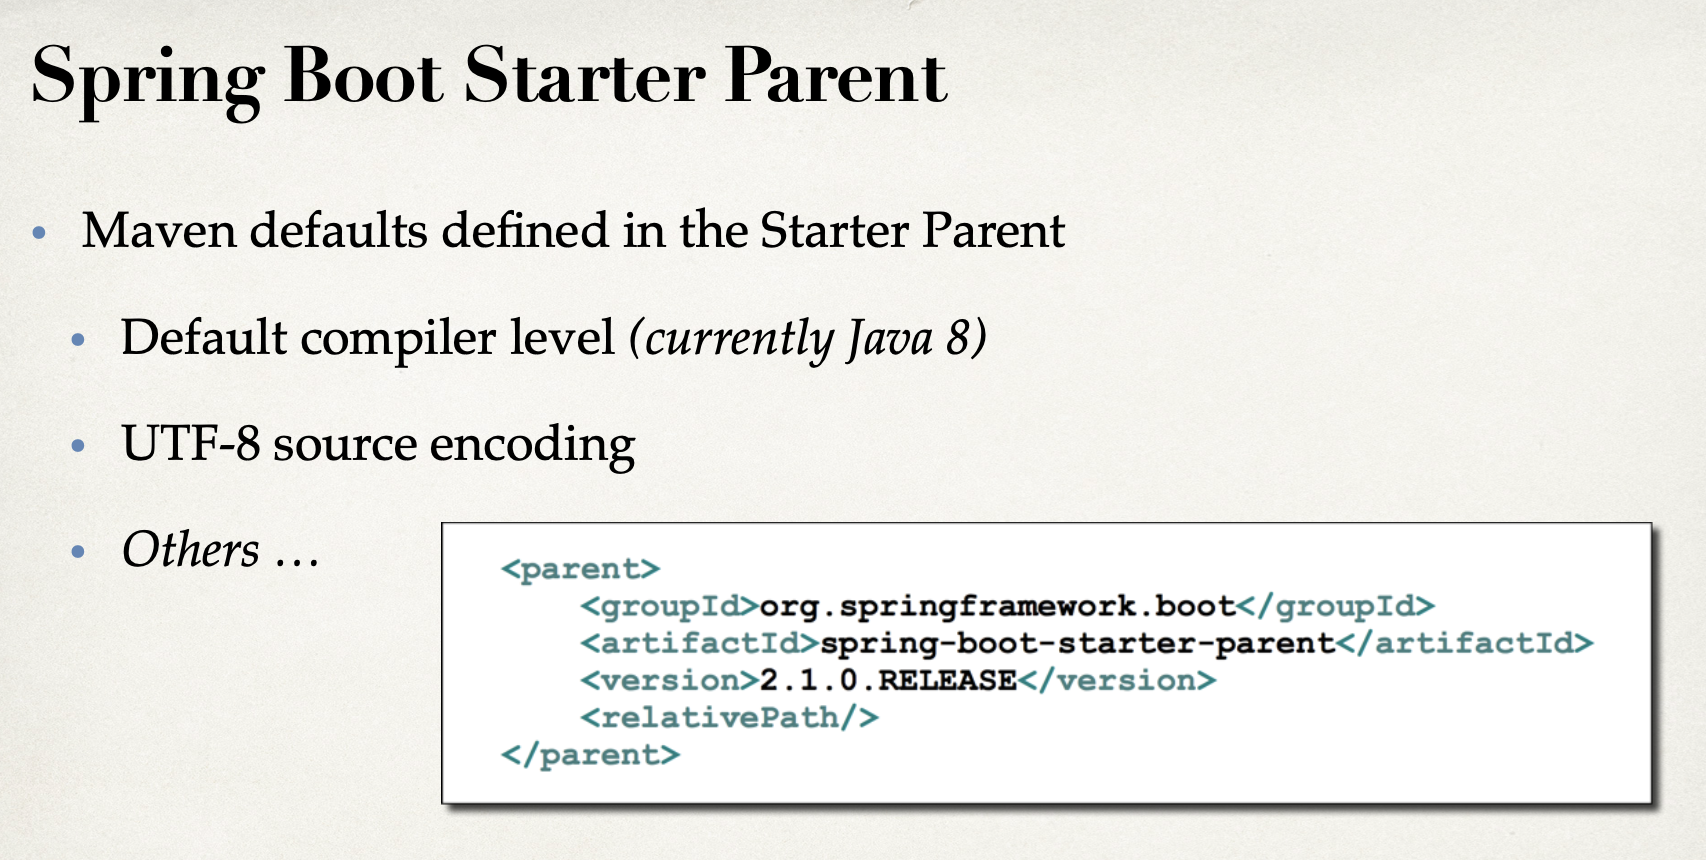 Spring Boot Starter Parent
• Maven defaults defined in the Starter Parent
• Default compiler level (currently Java 8)
• UTF-8 source encoding
• Others …
<parent>
<groupId>org.springframework.boot</groupId>
<artifactId>spring-boot-starter-parent</artifactId>
<version>2.1.0.RELEASE</version>
<relativePath/>
</parent>